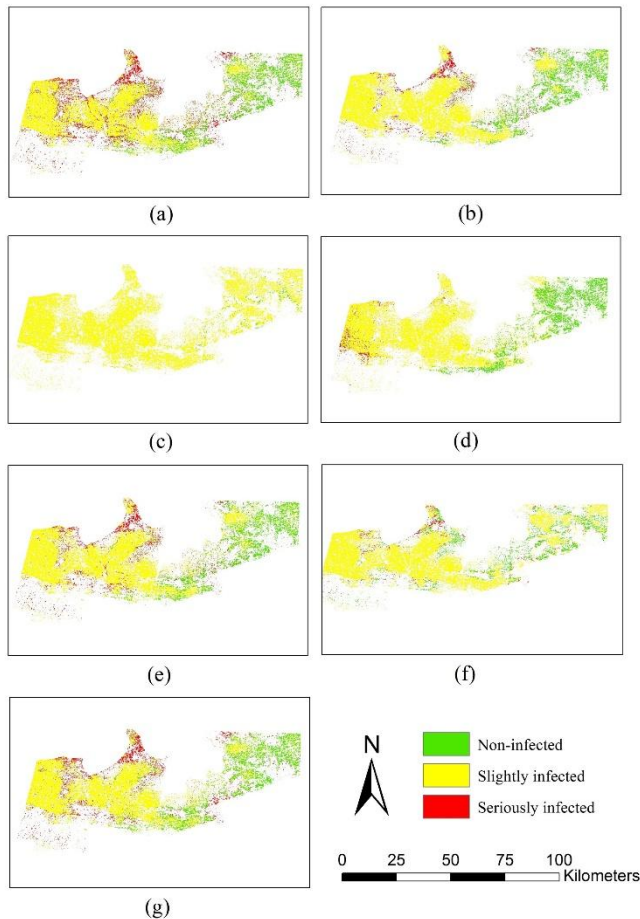 (a)
(b)
(c)
(d)
(e)
(f)
(g)
N
Non-infected
Slightly infected
Seriously infected
0 25 50 75 100
Kilometers